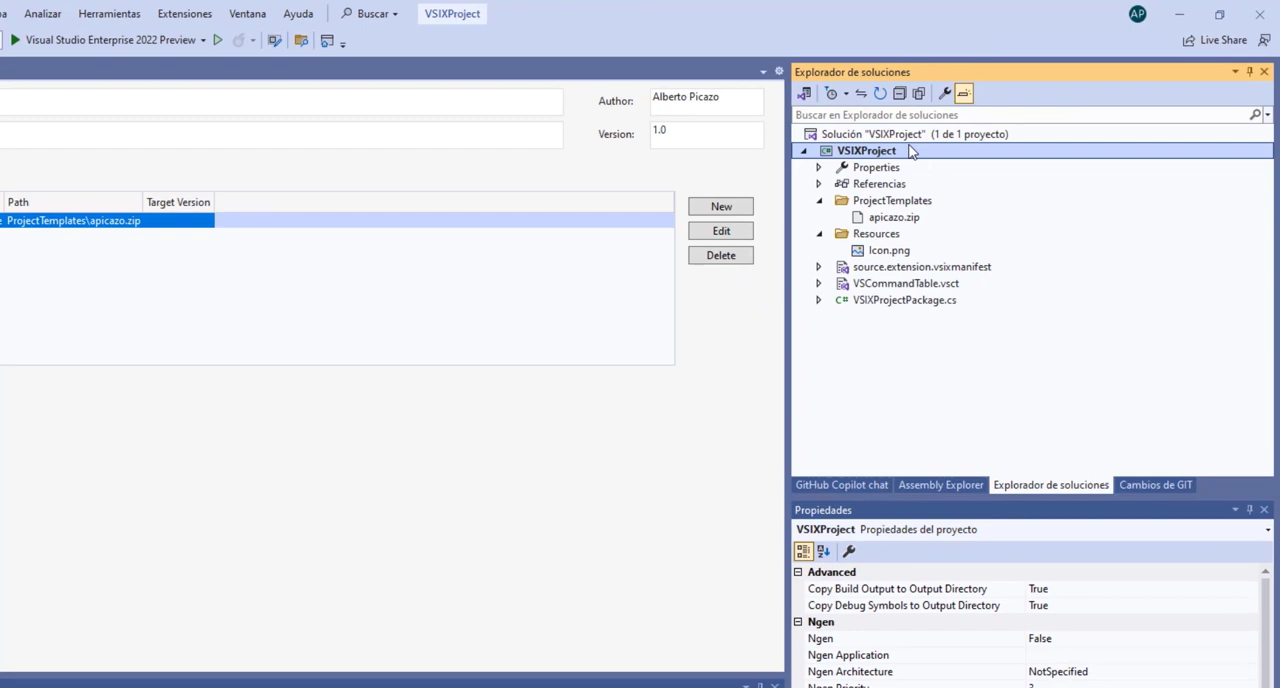 Analizar Herramientas Extensiones Ventana Ayuda Buscar VSIXProject AP
Visual Studio Enterprise 2022 Preview Live Share
Explorador de soluciones
Author: Alberto Picazo
Version: 1.0
Path Target Version
ProjectTemplates\apicazo.zip
New
Edit
Delete
Buscar en Explorador de soluciones
Solución "VSIXProject" (1 de 1 proyecto)
VSIXProject
Properties
Referencias
ProjectTemplates
apicazo.zip
Resources
Icon.png
source.extension.vsixmanifest
VSCommandTable.vsct
VSIXProjectPackage.cs
GitHub Copilot chat Assembly Explorer Explorador de soluciones Cambios de GIT
Propiedades
VSIXProject Propiedades del proyecto
Advanced
Copy Build Output to Output Directory True
Copy Debug Symbols to Output Directory True
Ngen
Ngen False
Ngen Application
Ngen Architecture NotSpecified
Ngen Priority 3